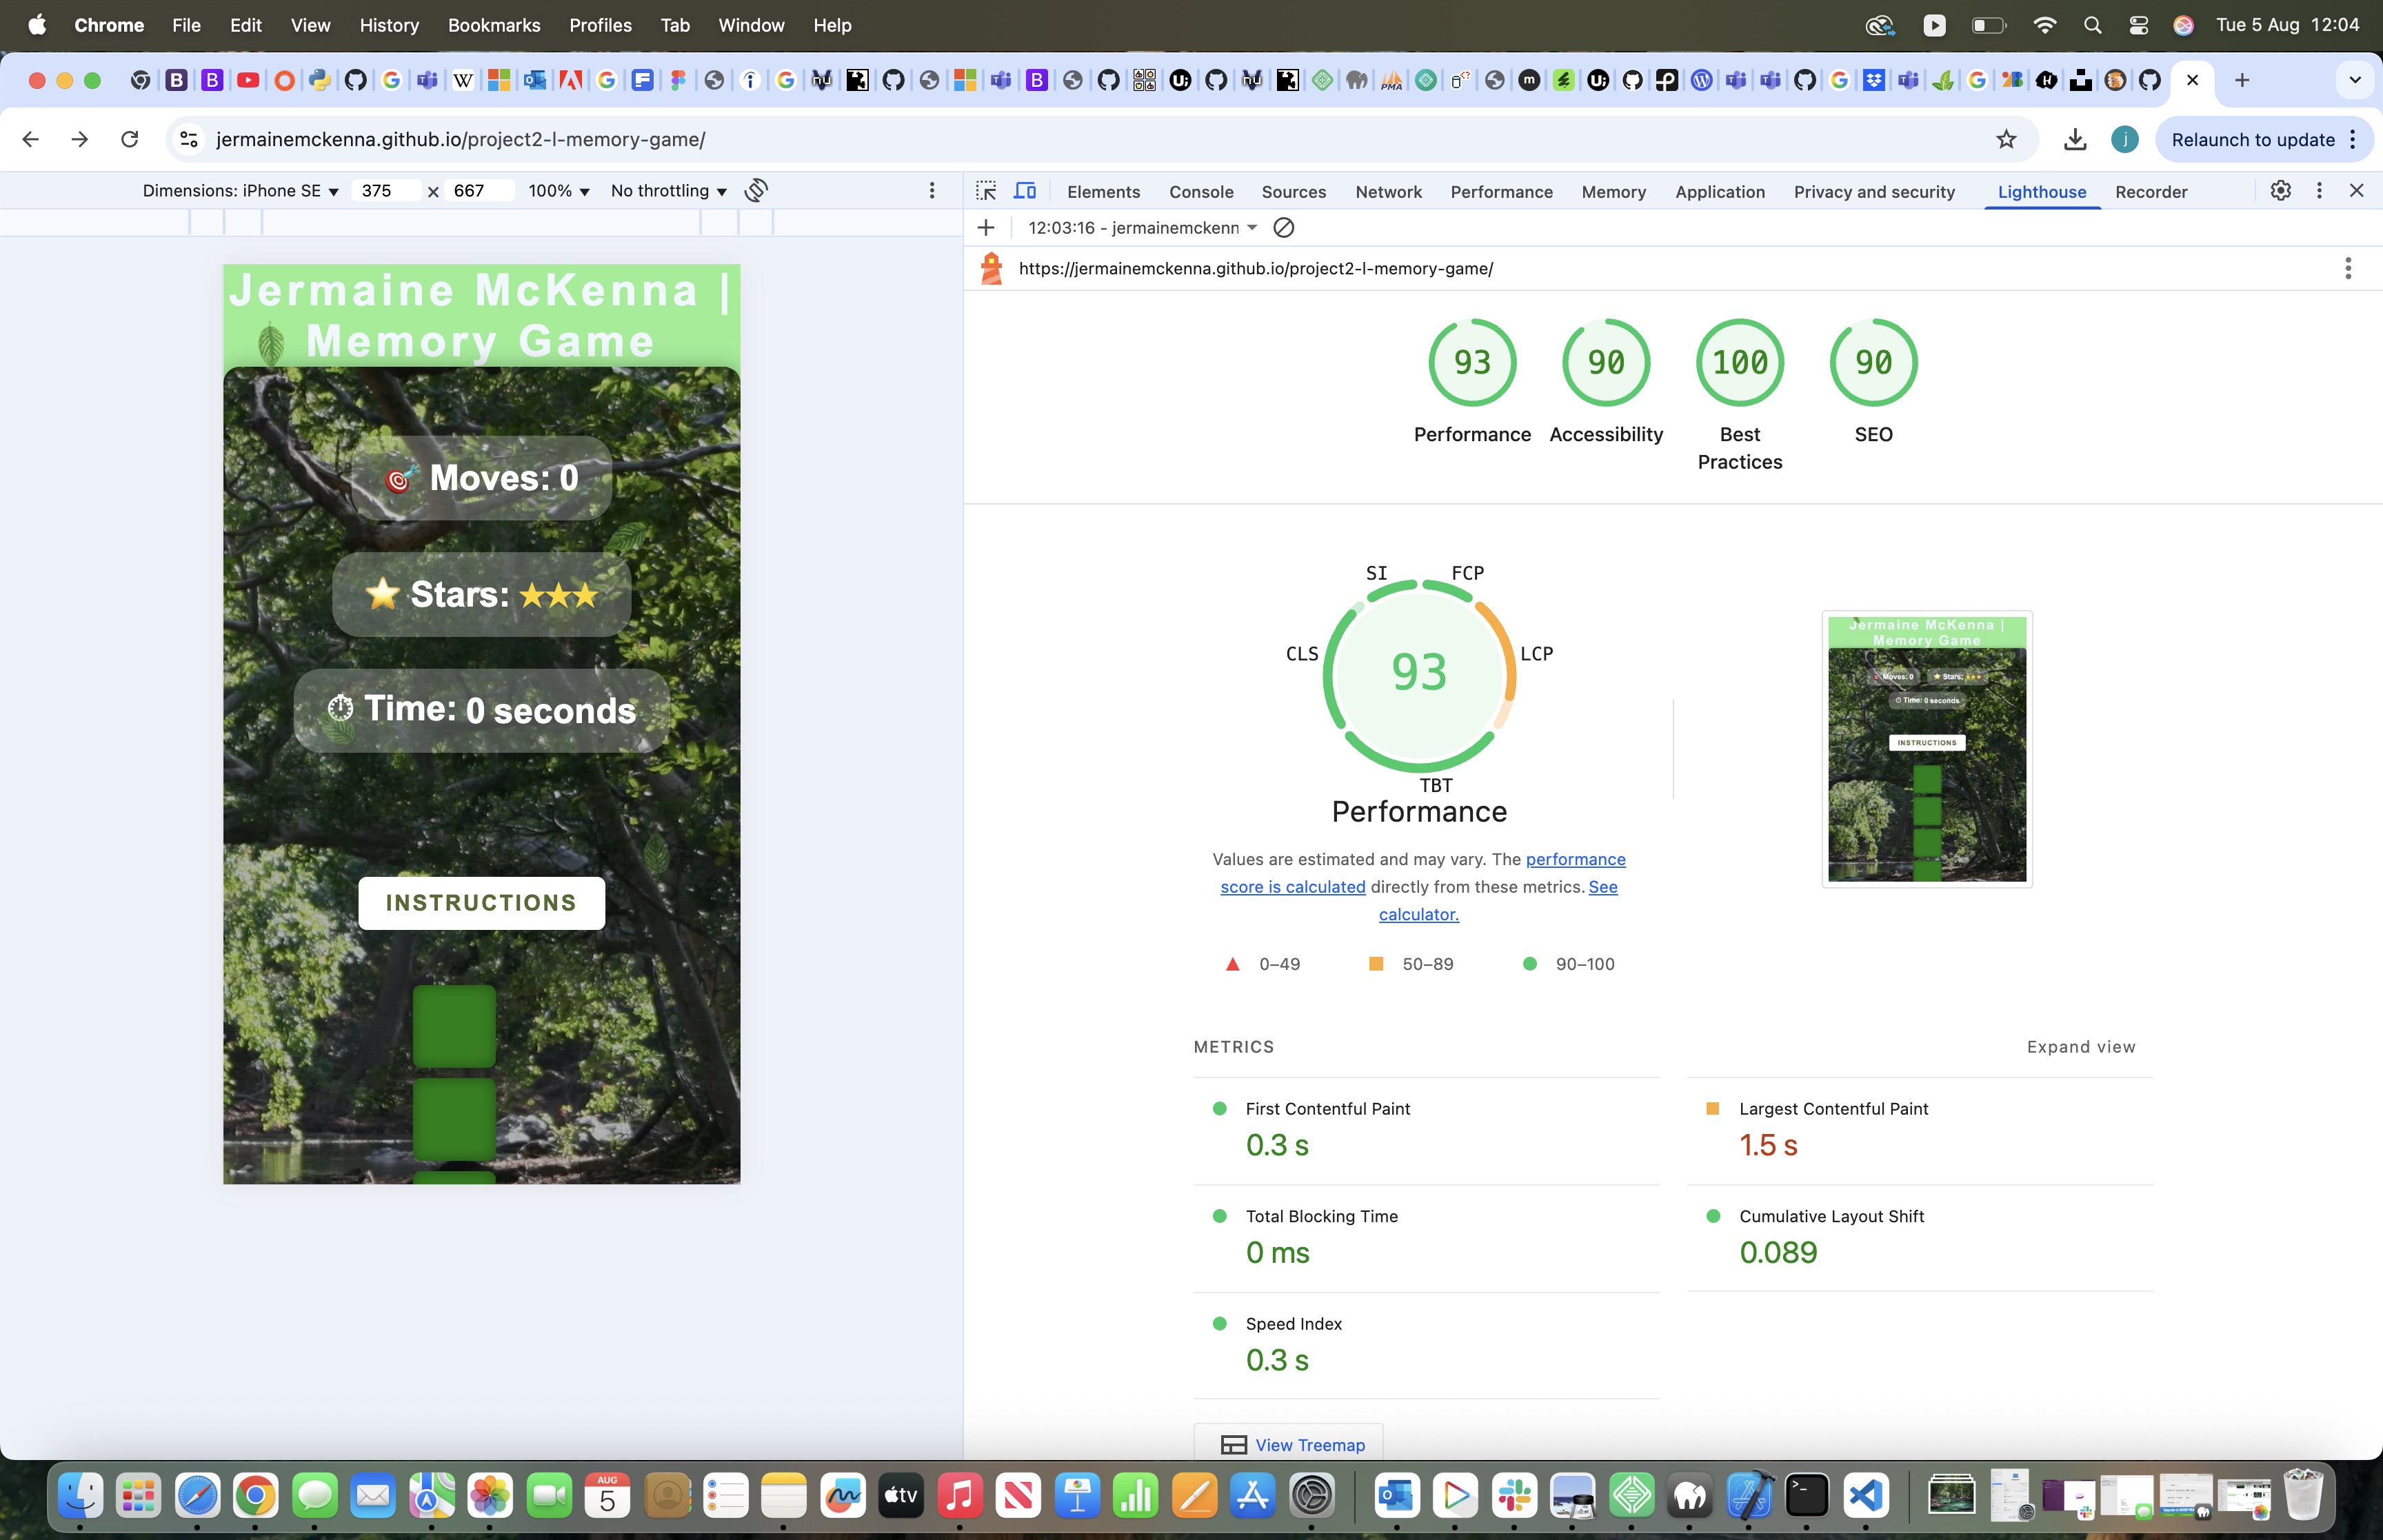 Chrome File Edit View History Bookmarks Profiles Tab Window Help Tue 5 Aug 12:04
jermainemckenna.github.io/project2-l-memory-game/ j Relaunch to update
Dimensions: iPhone SE 375 x 667 100% No throttling
Elements Console Sources Network Performance Memory Application Privacy and security Lighthouse Recorder
12:03:16 - jermainemckenn
https://jermainemckenna.github.io/project2-l-memory-game/
Jermaine McKenna |
Memory Game
Moves: 0
Stars: ★★★
Time: 0 seconds
INSTRUCTIONS
93 90 100 90
Performance Accessibility Best Practices SEO
SI FCP
CLS LCP
93
TBT
Performance
Values are estimated and may vary. The performance
score is calculated directly from these metrics. See
calculator.
0–49 50–89 90–100
Jermaine McKenna |
Memory Game
Moves: 0 Stars: ★★★
Time: 0 seconds
INSTRUCTIONS
METRICS Expand view
First Contentful Paint
0.3 s
Largest Contentful Paint
1.5 s
Total Blocking Time
0 ms
Cumulative Layout Shift
0.089
Speed Index
0.3 s
View Treemap
AUG
5
tv